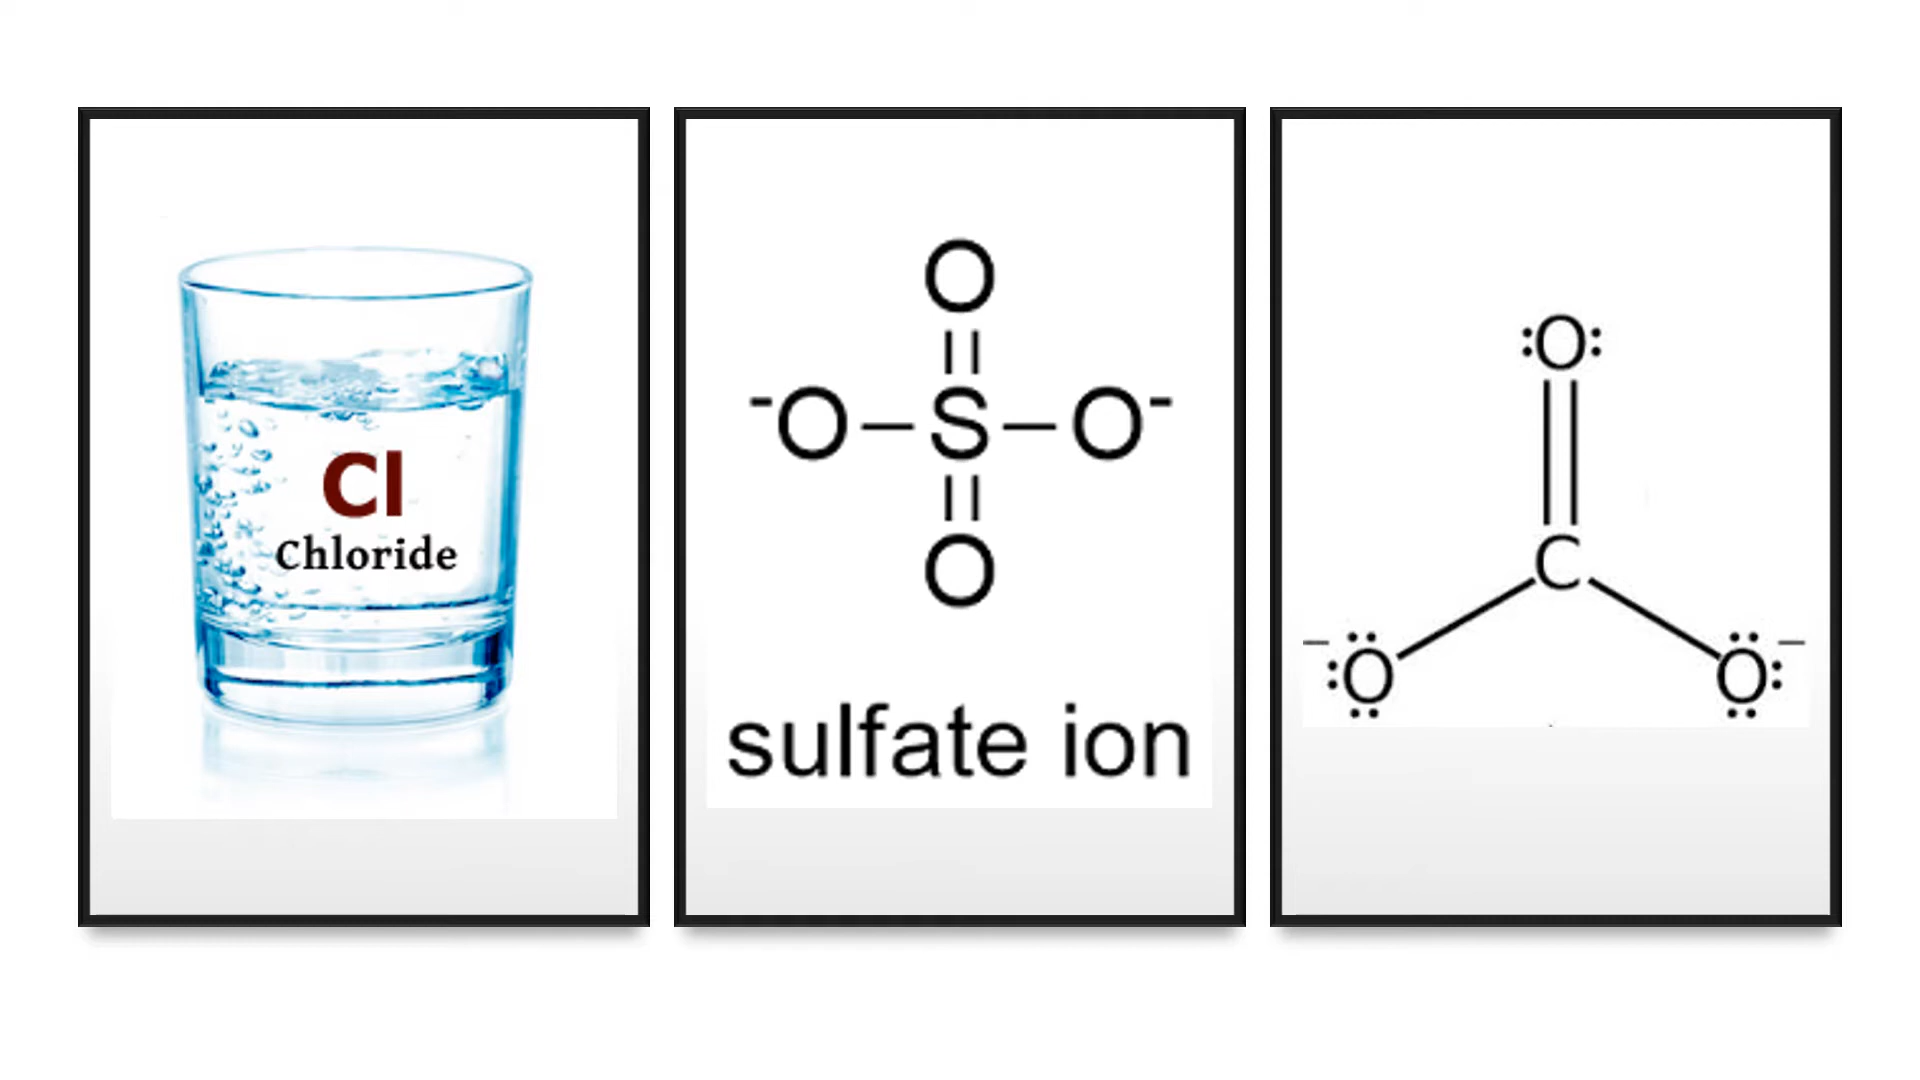 Cl
Chloride
O
-O–S–O-
O
sulfate ion
:O:
C
–:O
O:–